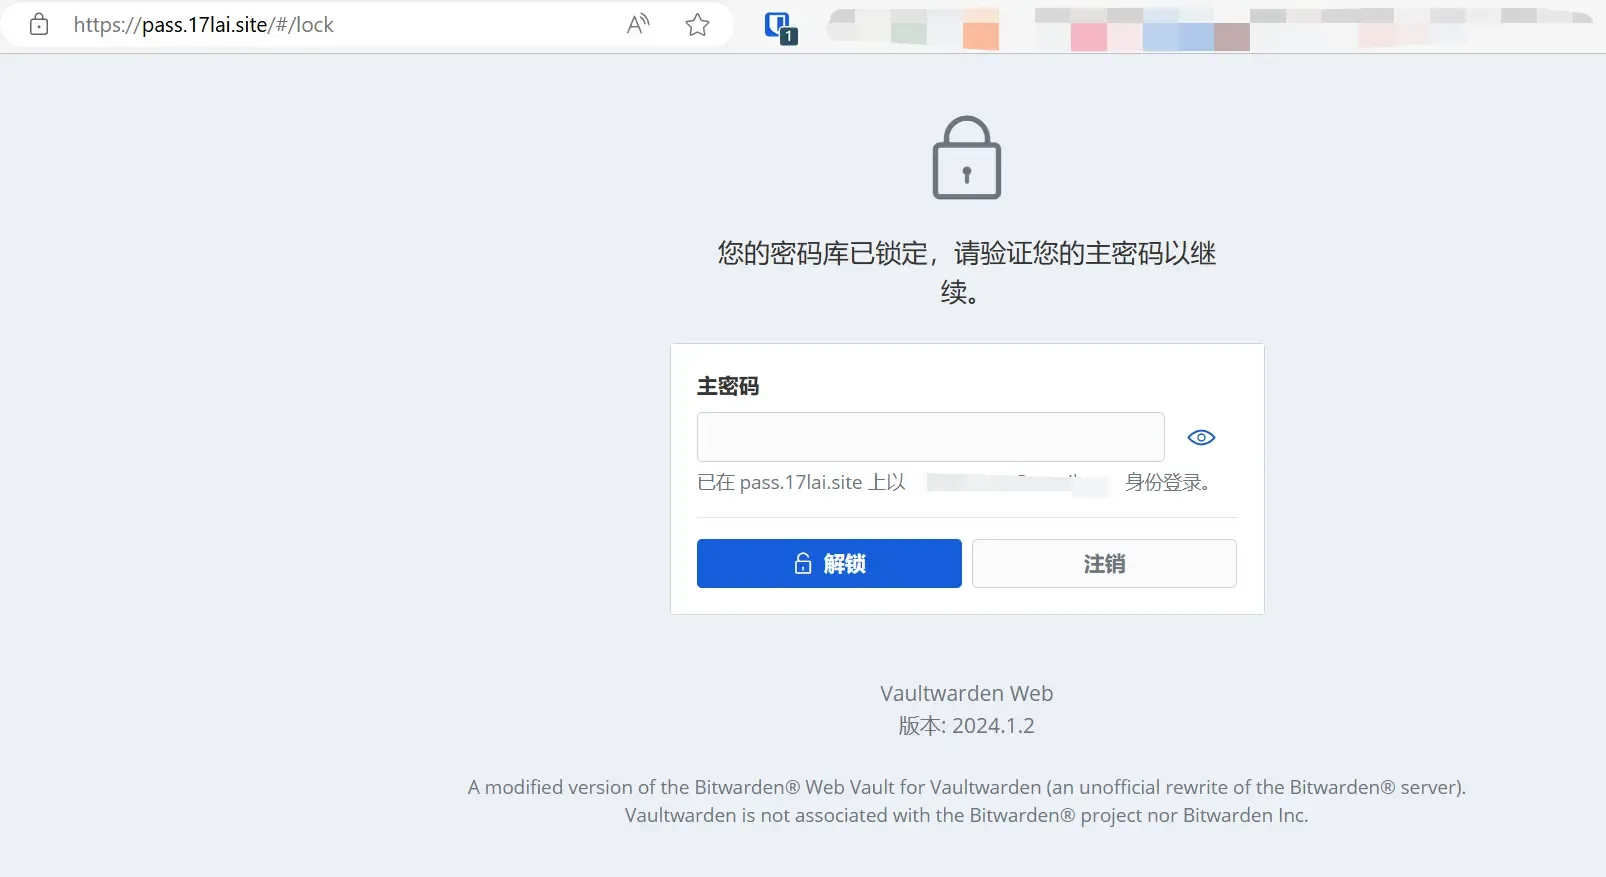 https://pass.17lai.site/#/lock
1
您的密码库已锁定，请验证您的主密码以继
续。
主密码
已在 pass.17lai.site 上以 身份登录。
解锁 注销
Vaultwarden Web
版本: 2024.1.2
A modified version of the Bitwarden® Web Vault for Vaultwarden (an unofficial rewrite of the Bitwarden® server).
Vaultwarden is not associated with the Bitwarden® project nor Bitwarden Inc.